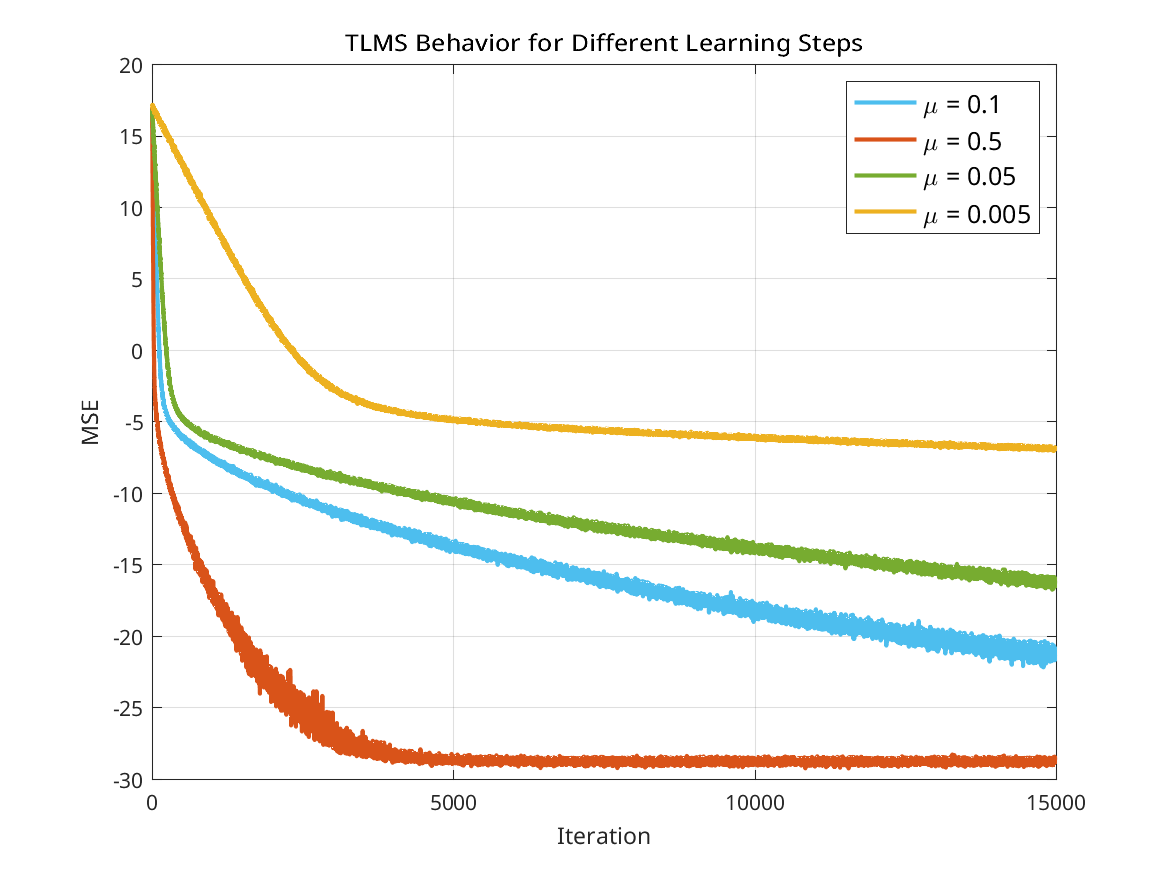 TLMS Behavior for Different Learning Steps
20
15
10
5
0
-5
-10
-15
-20
-25
-30
MSE
μ = 0.1
μ = 0.5
μ = 0.05
μ = 0.005
0 5000 10000 15000
Iteration